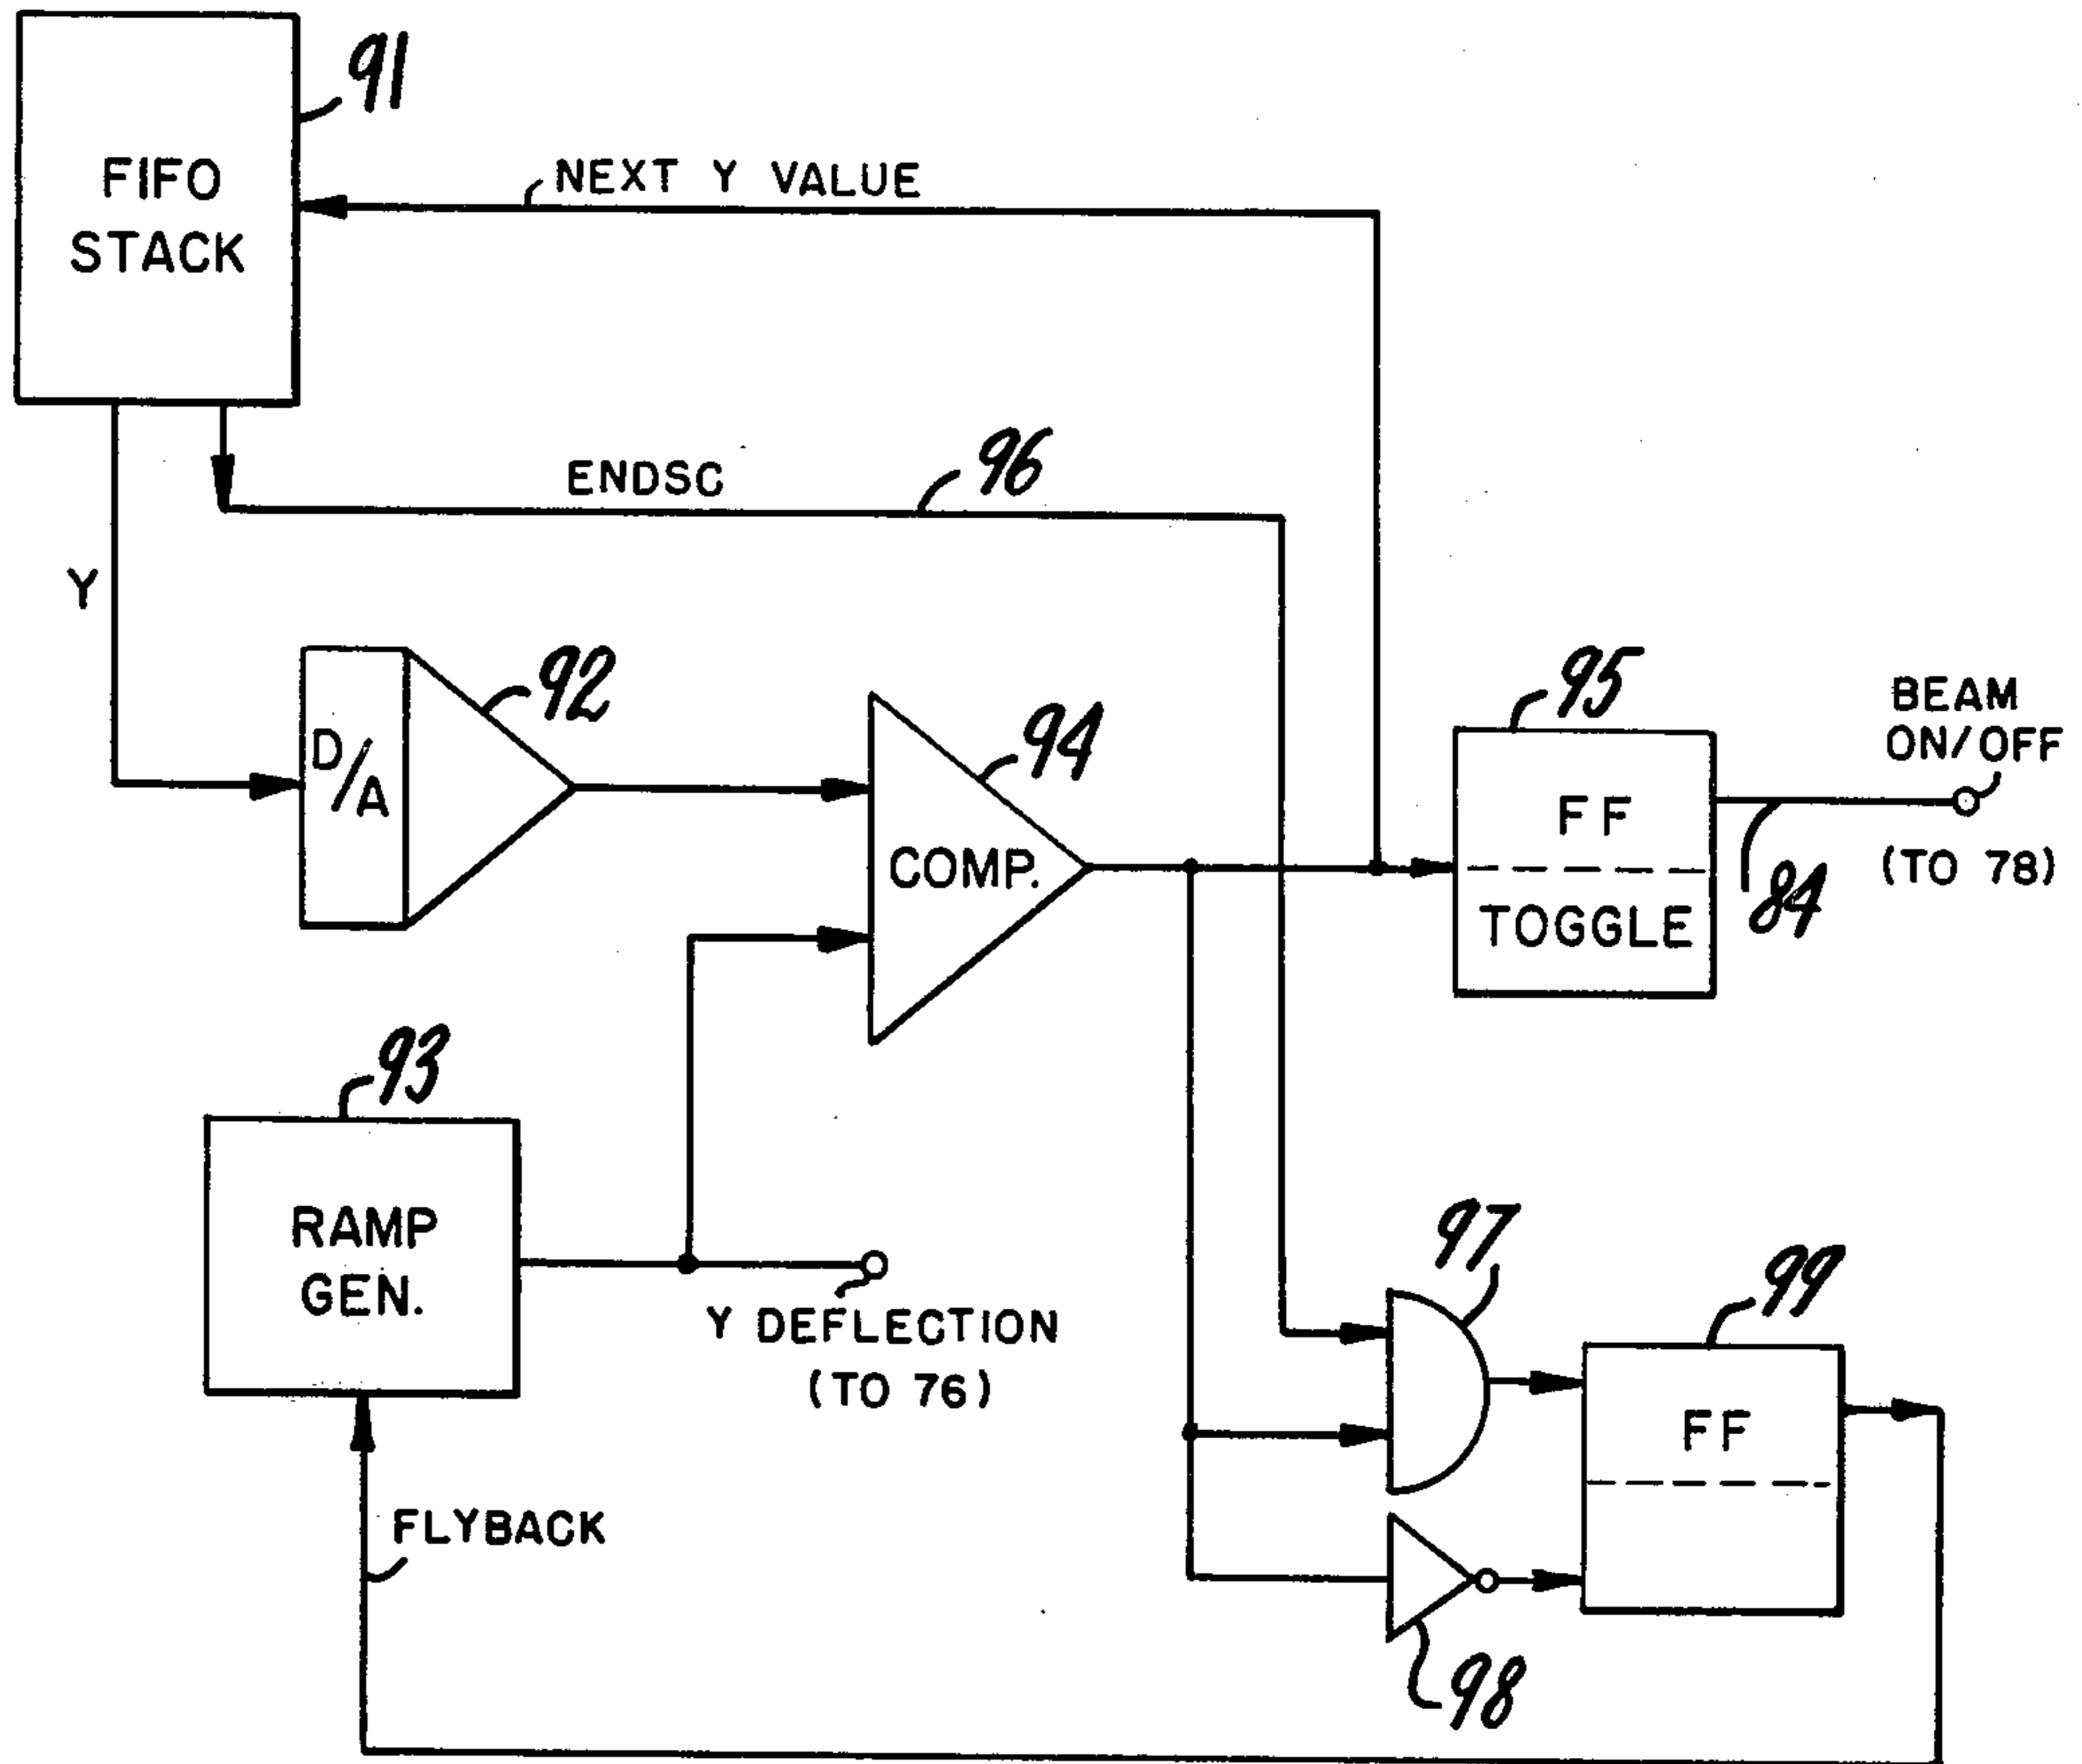 91
FIFO
STACK
NEXT Y VALUE
ENDSC
96
Y
92
D/A
94
COMP.
95
FF
TOGGLE
BEAM
ON/OFF
(TO 78)
84
93
RAMP
GEN.
Y DEFLECTION
(TO 76)
97
99
FF
FLYBACK
98